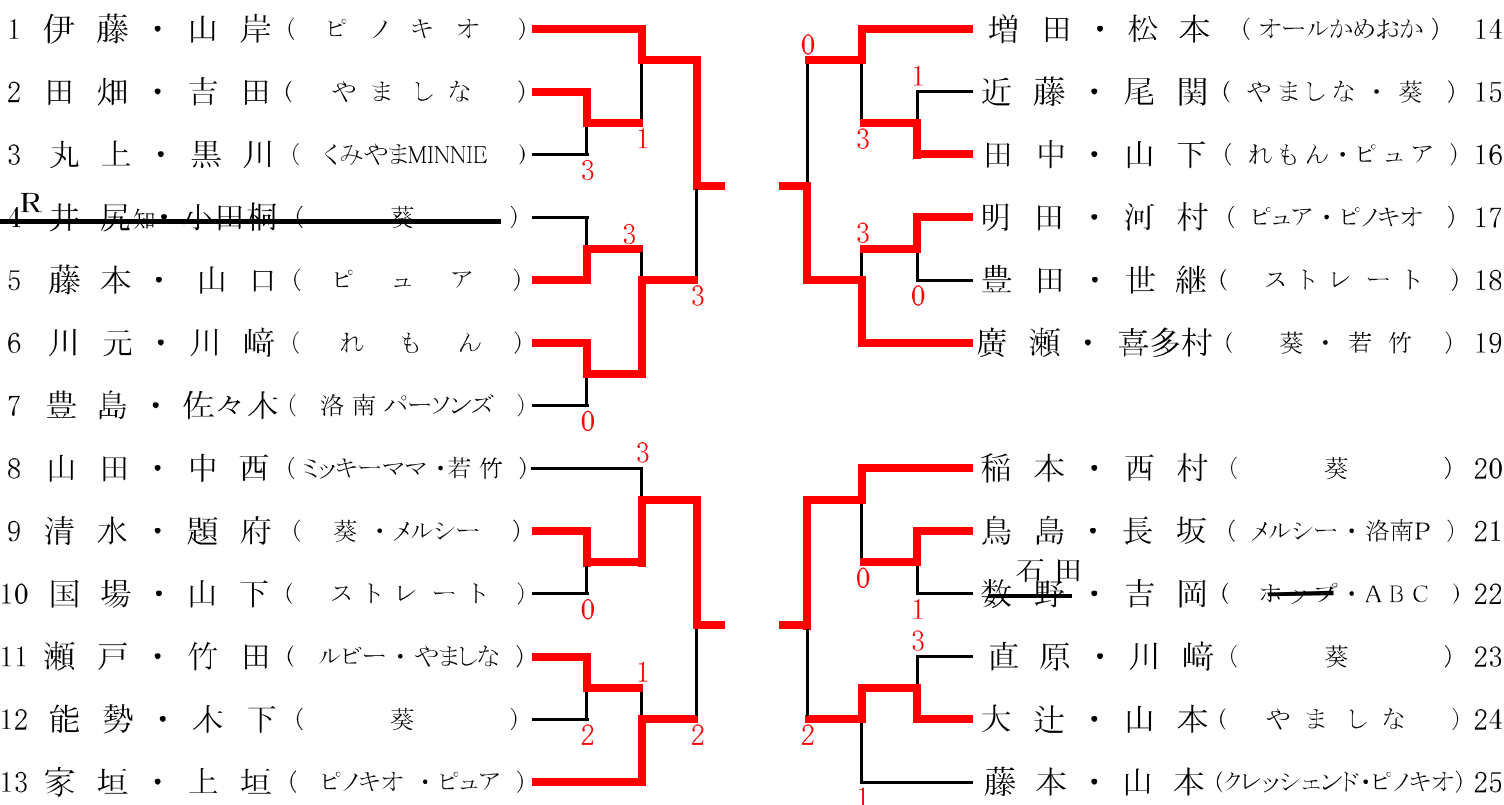 1 伊藤・山岸（ピノキオ）
2 田畑・吉田（やましな）
1
3 丸上・黒川（くみやまMINNIE）
3
R
4 井尻知・小田桐（葵）
3
5 藤本・山口（ピュア）
3
6 川元・川﨑（れもん）
7 豊島・佐々木（洛南パーソンズ）
0
8 山田・中西（ミッキーママ・若竹）
3
9 清水・題府（葵・メルシー）
10 国場・山下（ストレート）
0
11 瀬戸・竹田（ルビー・やましな）
1
12 能勢・木下（葵）
2
2
13 家垣・上垣（ピノキオ・ピュア）
0
増田・松本（オールかめおか）14
1
近藤・尾関（やましな・葵）15
3
田中・山下（れもん・ピュア）16
明田・河村（ピュア・ピノキオ）17
3
豊田・世継（ストレート）18
0
廣瀬・喜多村（葵・若竹）19
稲本・西村（葵）20
鳥島・長坂（メルシー・洛南P）21
0
石田
数野・吉岡（ホップ・ABC）22
1
3
直原・川﨑（葵）23
大辻・山本（やましな）24
2
藤本・山本（クレッシェンド・ピノキオ）25
1